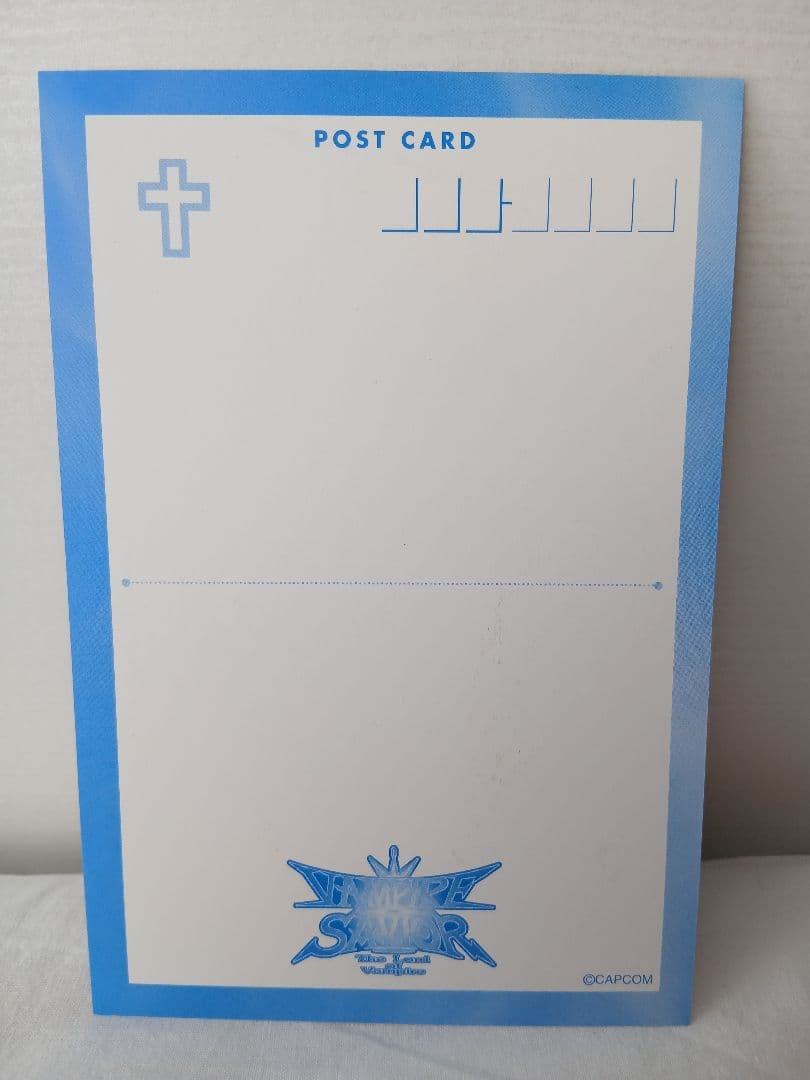 POST CARD
VAMPIRE
SAVIOR
The Lord
of
Vampire
©CAPCOM